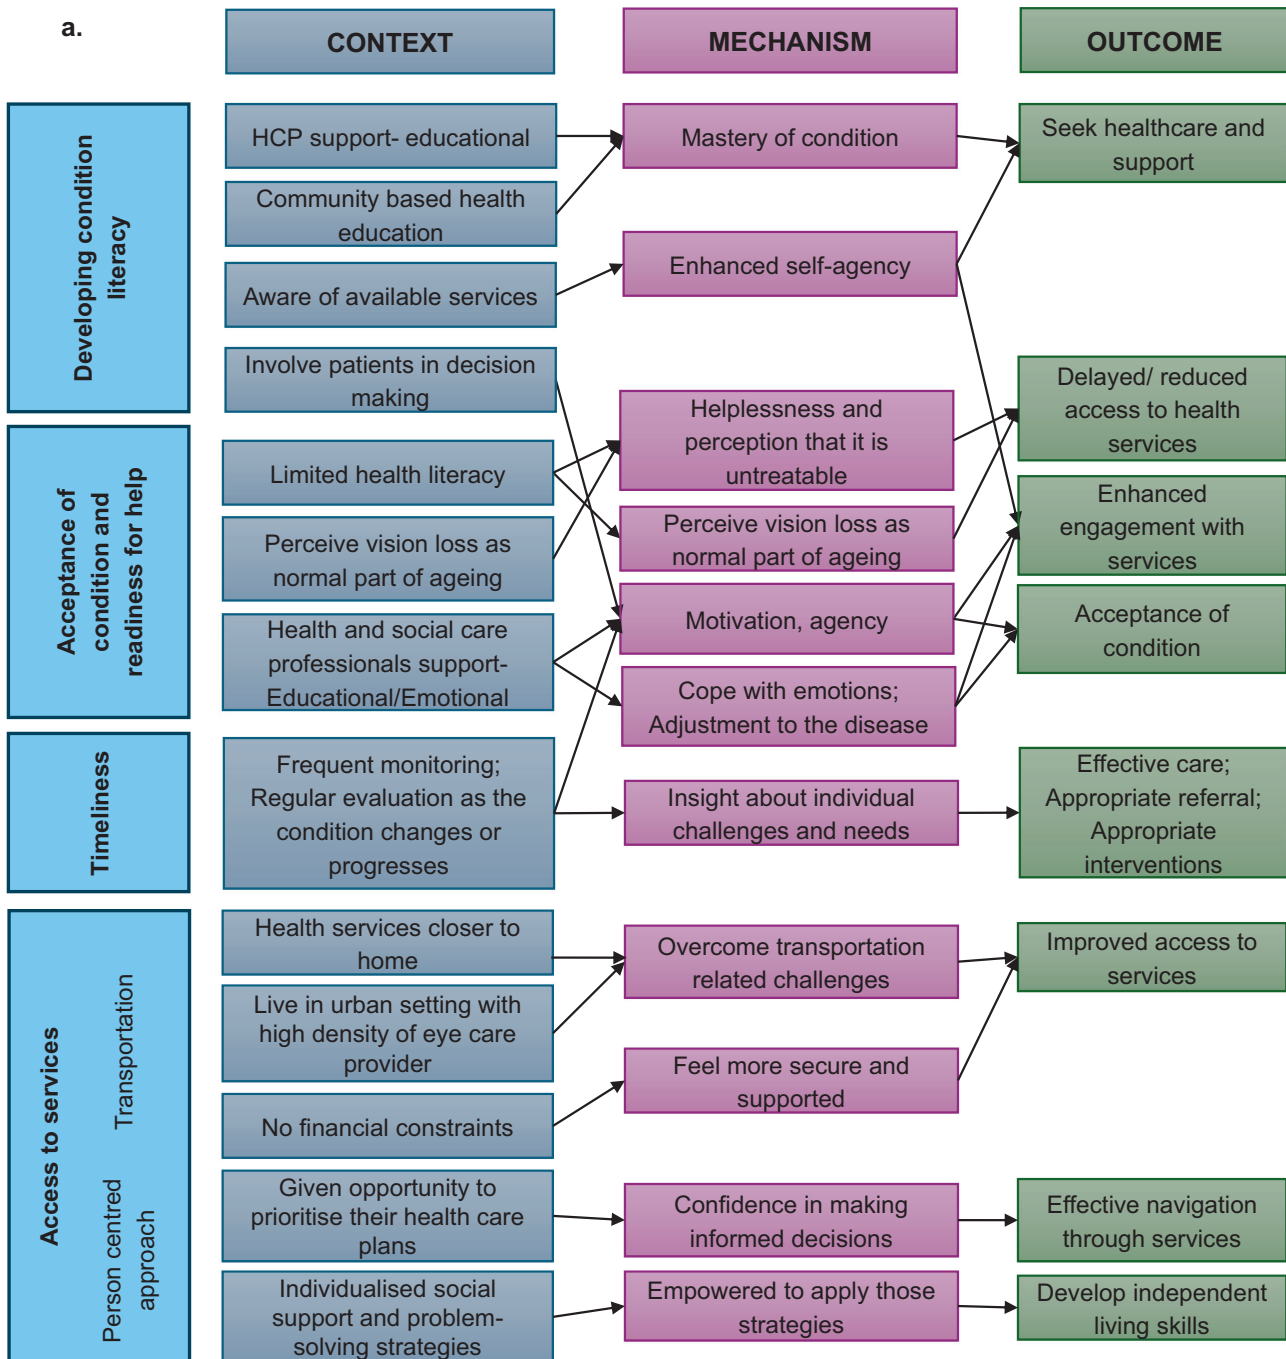 a.
CONTEXT
MECHANISM
OUTCOME
Developing condition
literacy
HCP support- educational
Community based health
education
Aware of available services
Involve patients in decision
making
Mastery of condition
Enhanced self-agency
Seek healthcare and
support
Acceptance of
condition and
readiness for help
Limited health literacy
Perceive vision loss as
normal part of ageing
Health and social care
professionals support-
Educational/Emotional
Helplessness and
perception that it is
untreatable
Perceive vision loss as
normal part of ageing
Motivation, agency
Cope with emotions;
Adjustment to the disease
Delayed/ reduced
access to health
services
Enhanced
engagement with
services
Acceptance of
condition
Timeliness
Frequent monitoring;
Regular evaluation as the
condition changes or
progresses
Insight about individual
challenges and needs
Effective care;
Appropriate referral;
Appropriate
interventions
Access to services
Transportation
Person centred
approach
Health services closer to
home
Live in urban setting with
high density of eye care
provider
No financial constraints
Given opportunity to
prioritise their health care
plans
Individualised social
support and problem-
solving strategies
Overcome transportation
related challenges
Feel more secure and
supported
Confidence in making
informed decisions
Empowered to apply those
strategies
Improved access to
services
Effective navigation
through services
Develop independent
living skills